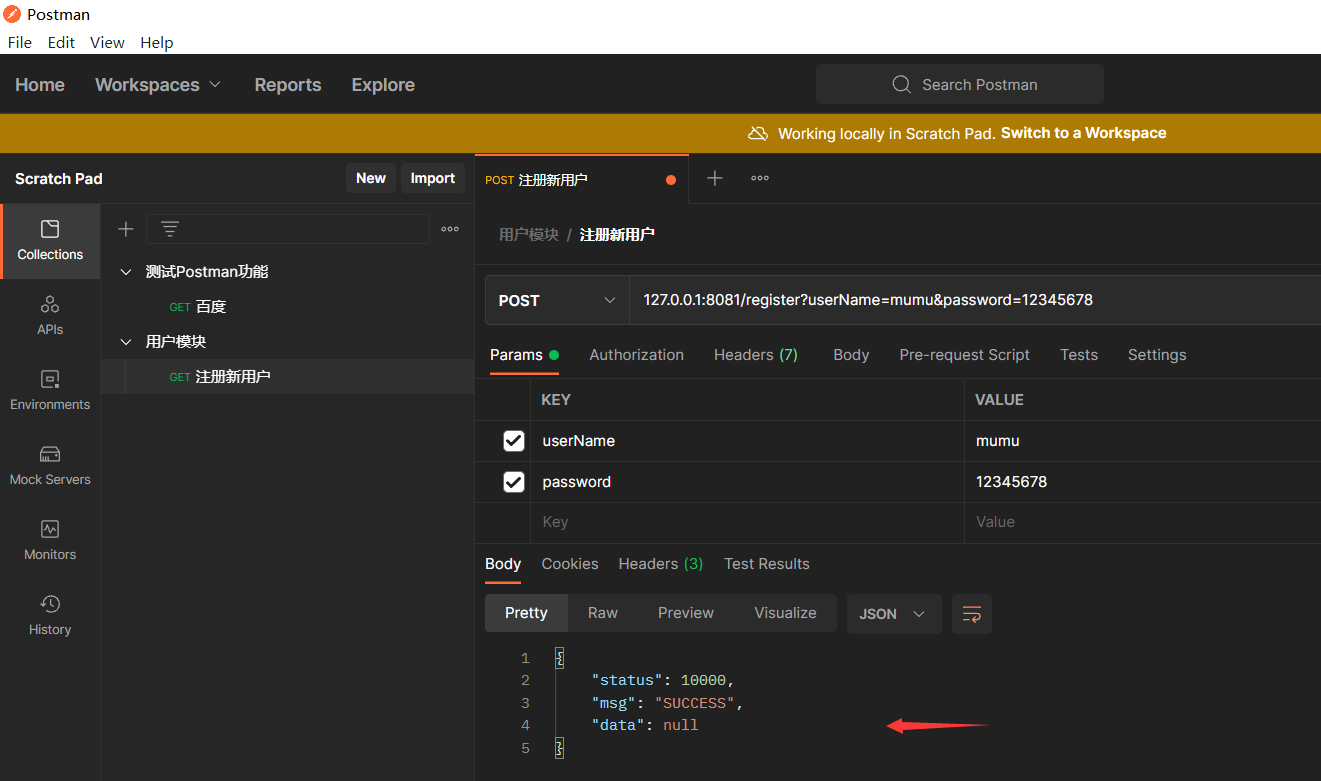 Postman
File Edit View Help
Home Workspaces Reports Explore Search Postman
Working locally in Scratch Pad. Switch to a Workspace
Scratch Pad New Import
POST 注册新用户
Collections
APIs
Environments
Mock Servers
Monitors
History
测试Postman功能
GET 百度
用户模块
GET 注册新用户
用户模块 / 注册新用户
POST 127.0.0.1:8081/register?userName=mumu&password=12345678
Params Authorization Headers (7) Body Pre-request Script Tests Settings
KEY VALUE
userName mumu
password 12345678
Key Value
Body Cookies Headers (3) Test Results
Pretty Raw Preview Visualize JSON
1 {
2 "status": 10000,
3 "msg": "SUCCESS",
4 "data": null
5 }